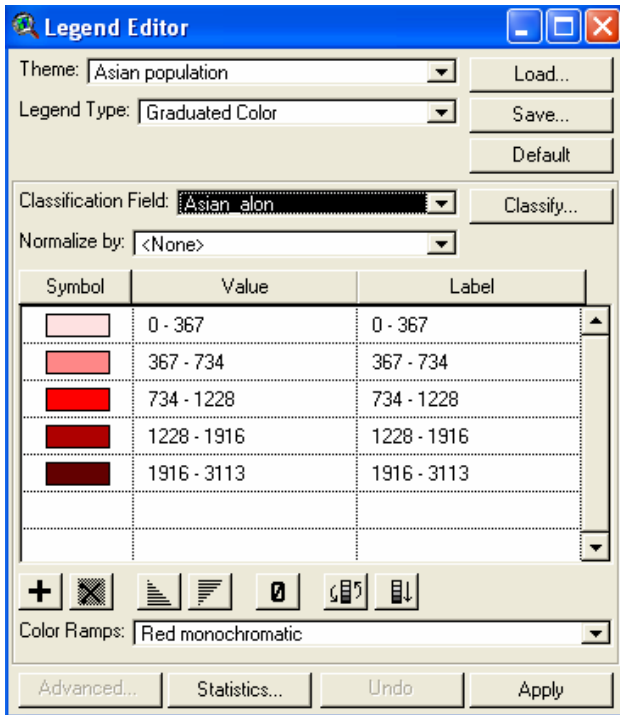 Legend Editor
Theme: Asian population Load...
Legend Type: Graduated Color Save...
Default
Classification Field: Asian_alon Classify...
Normalize by: <None>
Symbol Value Label
0 - 367 0 - 367
367 - 734 367 - 734
734 - 1228 734 - 1228
1228 - 1916 1228 - 1916
1916 - 3113 1916 - 3113
Color Ramps: Red monochromatic
Advanced... Statistics... Undo Apply